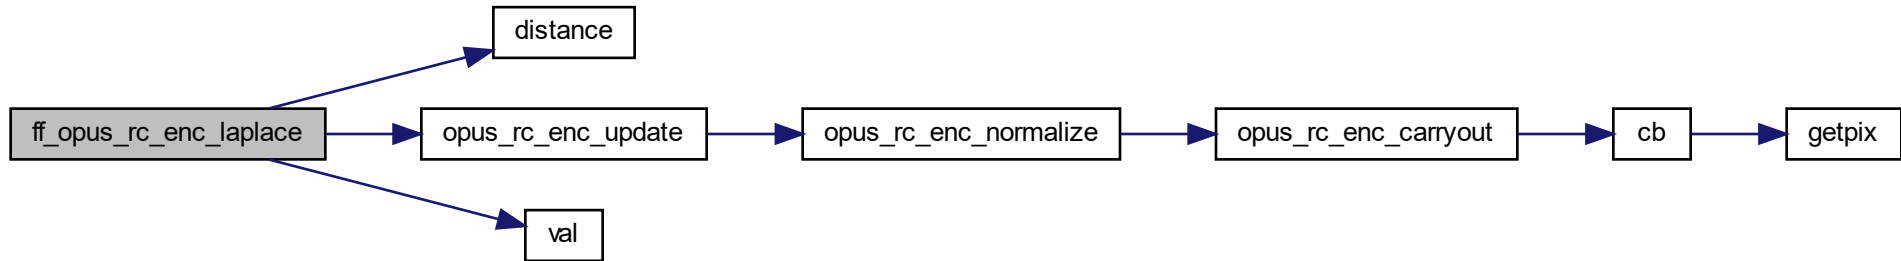 distance
ff_opus_rc_enc_laplace
opus_rc_enc_update
opus_rc_enc_normalize
opus_rc_enc_carryout
cb
getpix
val